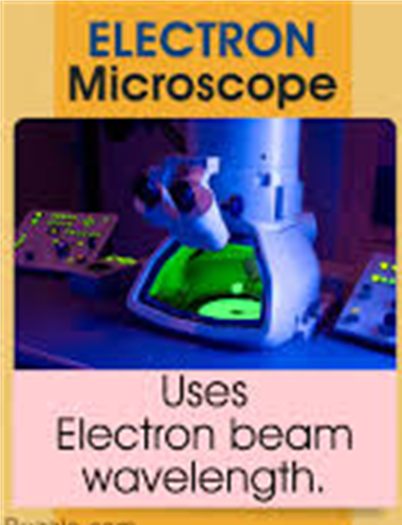 ELECTRON
Microscope
Uses
Electron beam
wavelength.